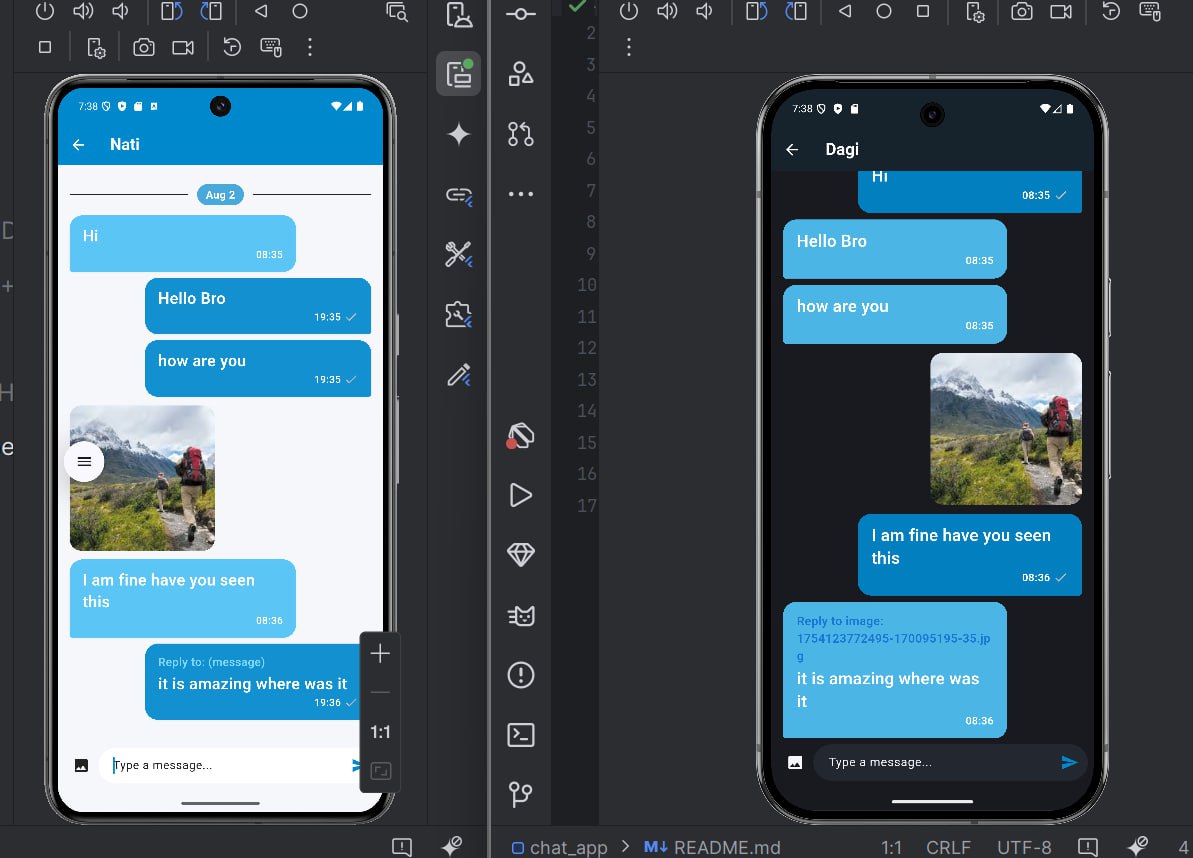 7:38
Nati
Aug 2
Hi
08:35
Hello Bro
19:35
how are you
19:35
I am fine have you seen
this
08:36
Reply to: (message)
it is amazing where was it
19:36
Type a message...
1:1
D
+
H
e
2
3
4
5
6
7
8
9
10
11
12
13
14
15
16
17
7:38
Dagi
Hi
08:35
Hello Bro
08:35
how are you
08:35
I am fine have you seen
this
08:36
Reply to image:
1754123772495-170095195-35.jp
g
it is amazing where was
it
08:36
Type a message...
chat_app > M↓ README.md 1:1 CRLF UTF-8 4